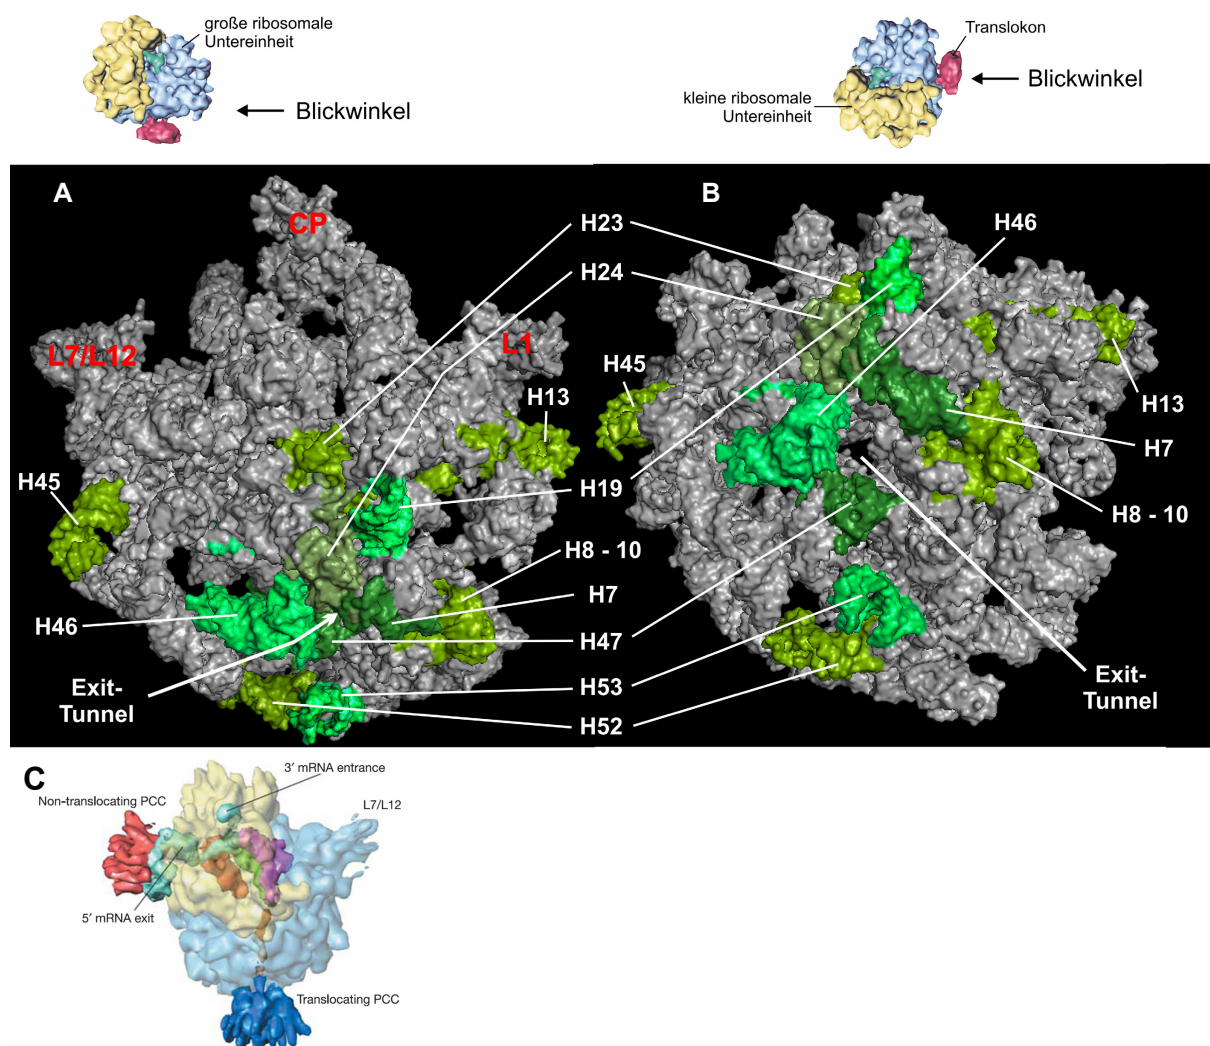 große ribosomale
Untereinheit
Blickwinkel
Translokon
Blickwinkel
kleine ribosomale
Untereinheit
A
CP
L7/L12
L1
H23
H24
B
H46
H45
H13
H45
H13
H7
H19
H8 - 10
H8 - 10
H7
H46
H47
Exit-
Tunnel
H53
H52
Exit-
Tunnel
C
3′ mRNA entrance
Non-translocating PCC
L7/L12
5′ mRNA exit
Translocating PCC